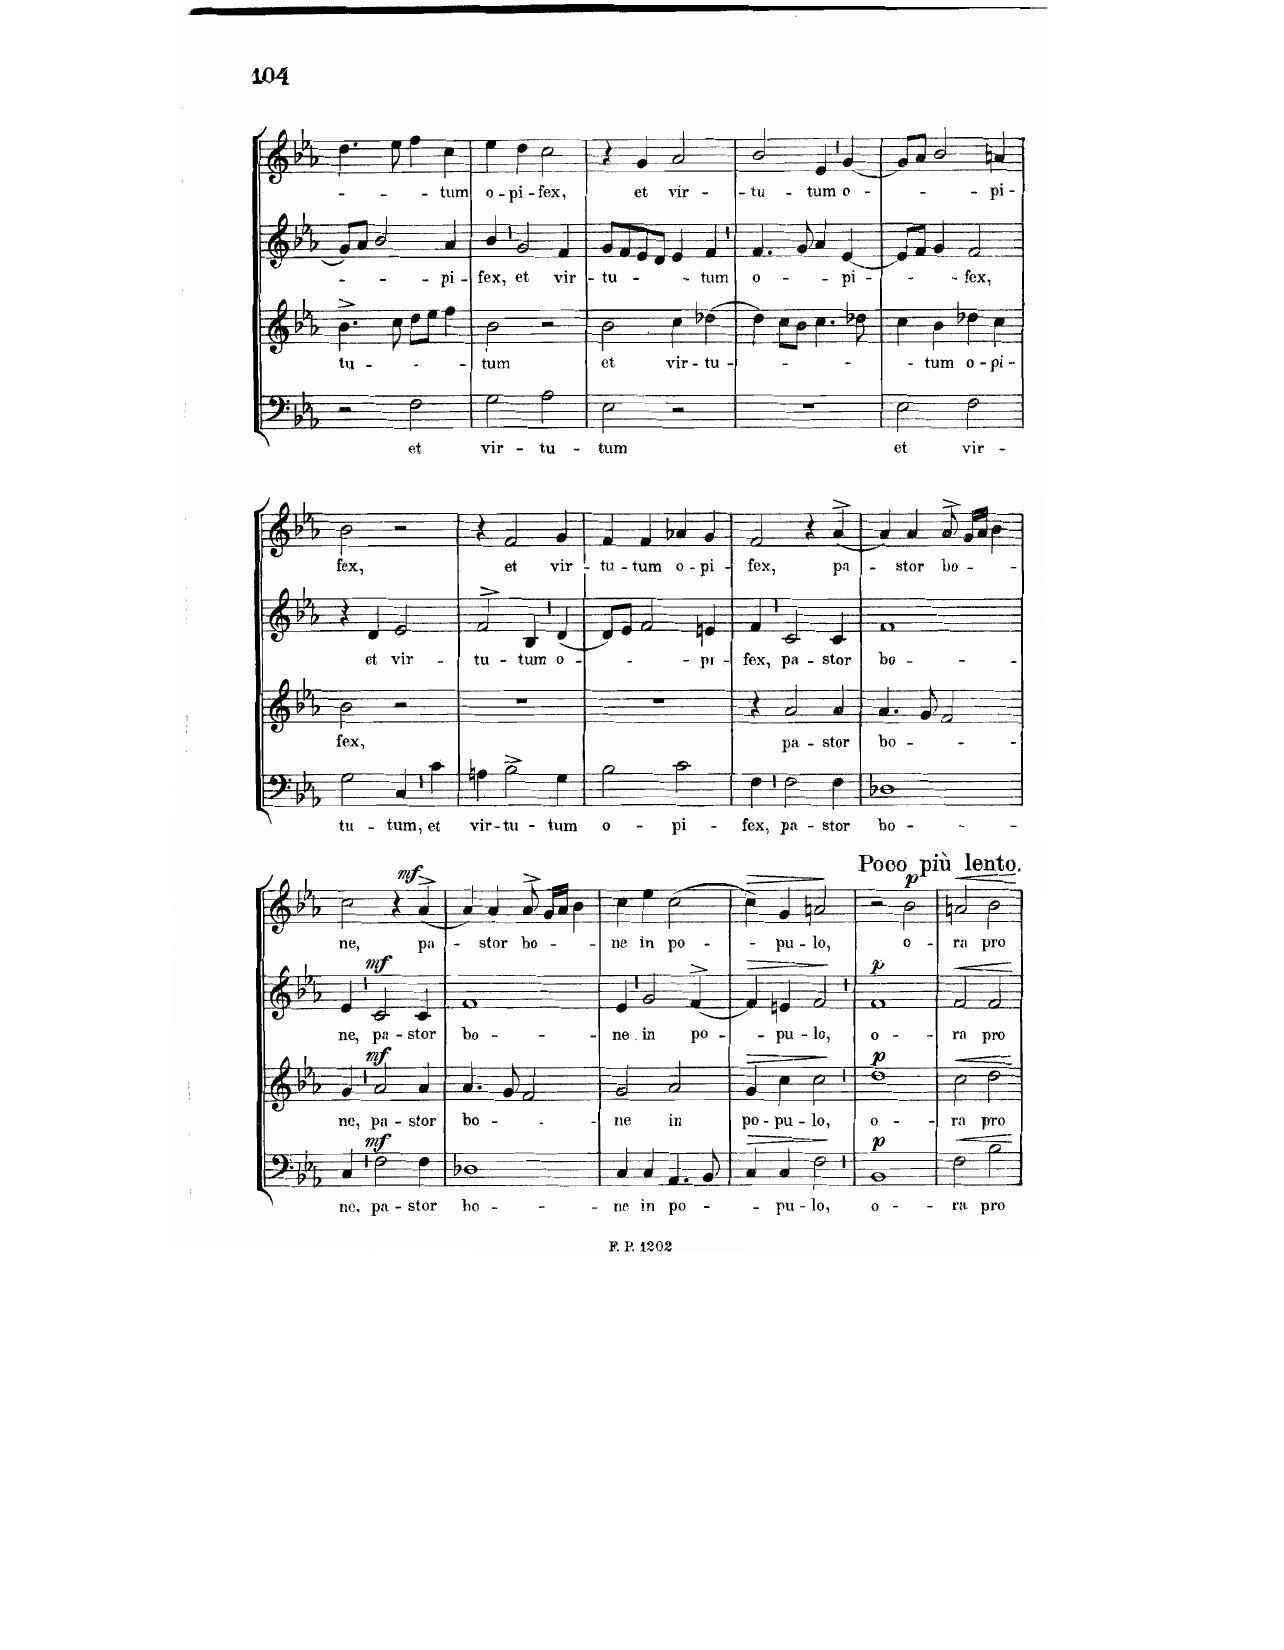 104
- - - tum o - pi - fex, et vir - - tu - tum o - - - pi -
- - - pi - fex, et vir - tu - - - tum o - - pi - - - fex,
tu - - - tum et vir - tu - - - - - tum o - pi -
et vir - tu - tum et vir -
fex, et vir - tu - tum o - pi - fex, pa - stor bo - -
et vir - tu - tum o - - - pi - fex, pa - stor bo - - -
fex, pa - stor bo - - -
tu - tum, et vir - tu - tum o - pi - fex, pa - stor bo - - -
Poco più lento.
mf p
ne, pa - stor bo - - ne in po - - pu - lo, o - ra pro
mf p
ne, pa - stor bo - - - ne in po - - pu - lo, o - - ra pro
mf p
ne, pa - stor bo - - - ne in po - pu - lo, o - - ra pro
mf p
ne, pa - stor bo - - - ne in po - - pu - lo, o - - ra pro
F. P. 1202